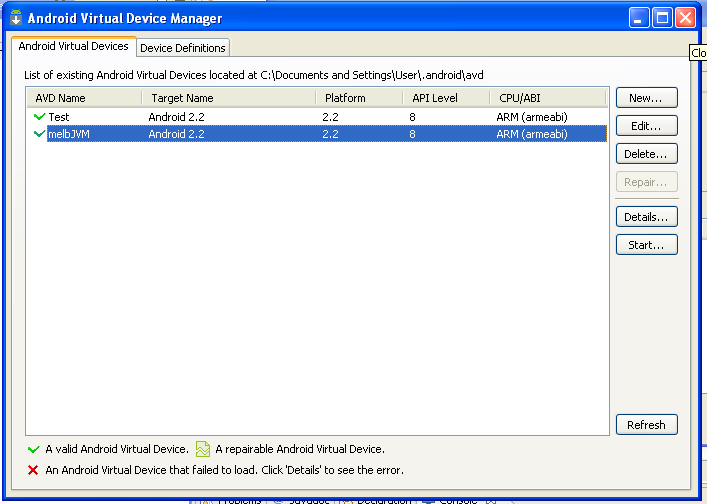 Android Virtual Device Manager
Android Virtual Devices Device Definitions
Clo
List of existing Android Virtual Devices located at C:\Documents and Settings\User\.android\avd
AVD Name Target Name Platform API Level CPU/ABI
Test Android 2.2 2.2 8 ARM (armeabi)
melbJVM Android 2.2 2.2 8 ARM (armeabi)
New...
Edit...
Delete...
Repair...
Details...
Start...
Refresh
A valid Android Virtual Device. A repairable Android Virtual Device.
An Android Virtual Device that failed to load. Click 'Details' to see the error.
Problems Javadoc Declaration Console